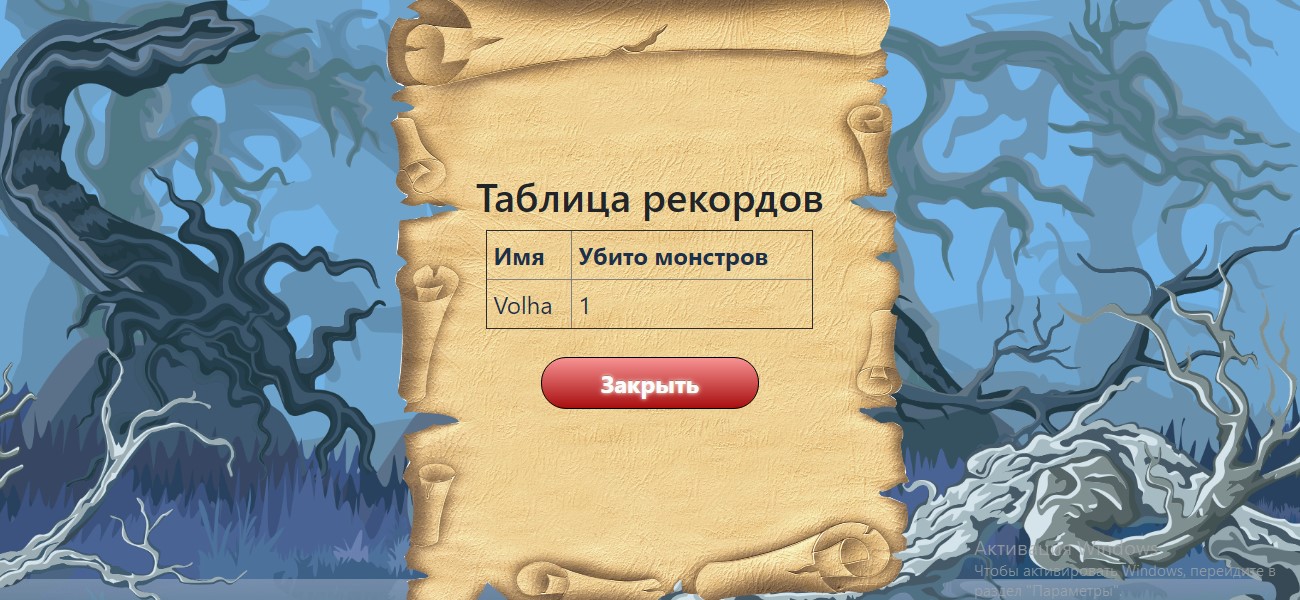 Таблица рекордов
Имя Убито монстров
Volha 1
Закрыть
Активация Windows
Чтобы активировать Windows, перейдите в
раздел "Параметры".